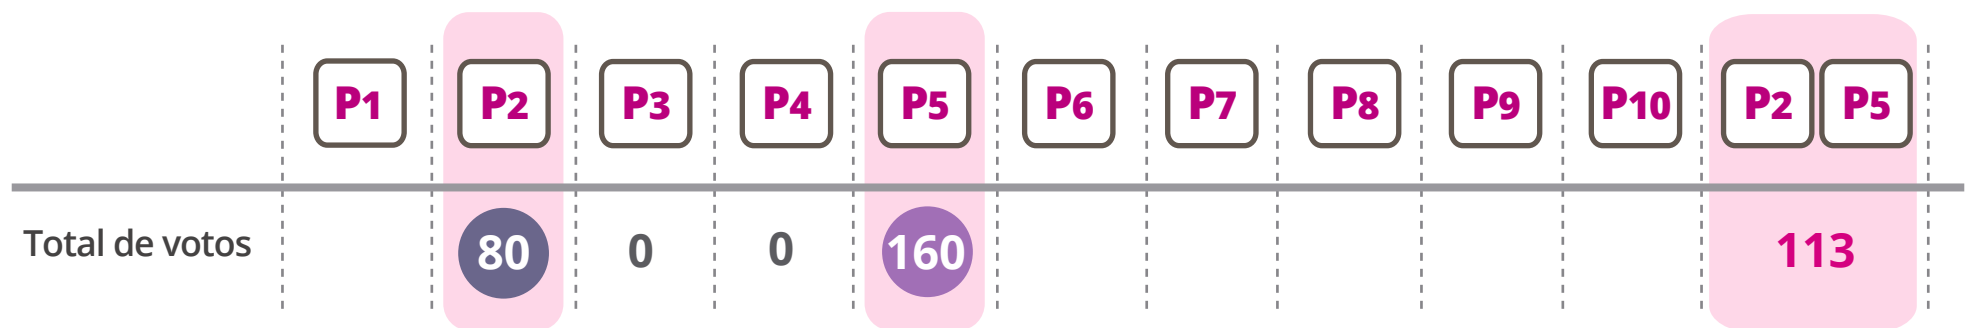 P1 P2 P3 P4 P5 P6 P7 P8 P9 P10 P2 P5
Total de votos 80 0 0 160 113